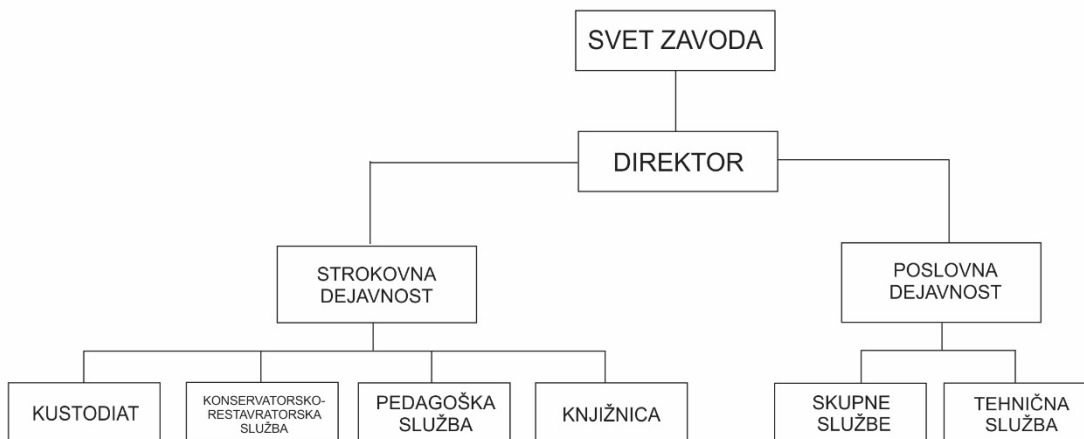 SVET ZAVODA
DIREKTOR
STROKOVNA
DEJAVNOST
POSLOVNA
DEJAVNOST
KUSTODIAT
KONSERVATORSKO-
RESTAVRATORSKA
SLUŽBA
PEDAGOŠKA
SLUŽBA
KNJIŽNICA
SKUPNE
SLUŽBE
TEHNIČNA
SLUŽBA